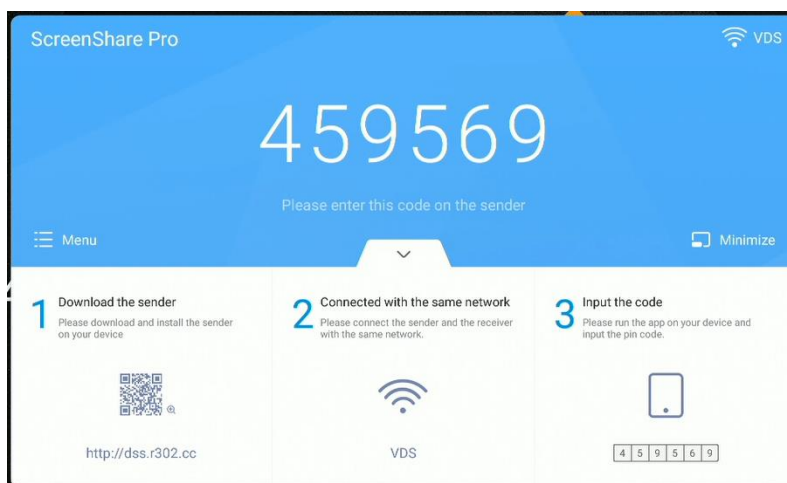 ScreenShare Pro
VDS
459569
Please enter this code on the sender
Menu
Minimize
1
Download the sender
Please download and install the sender
on your device
http://dss.r302.cc
2
Connected with the same network
Please connect the sender and the receiver
with the same network.
VDS
3
Input the code
Please run the app on your device and
input the pin code.
4 5 9 5 6 9